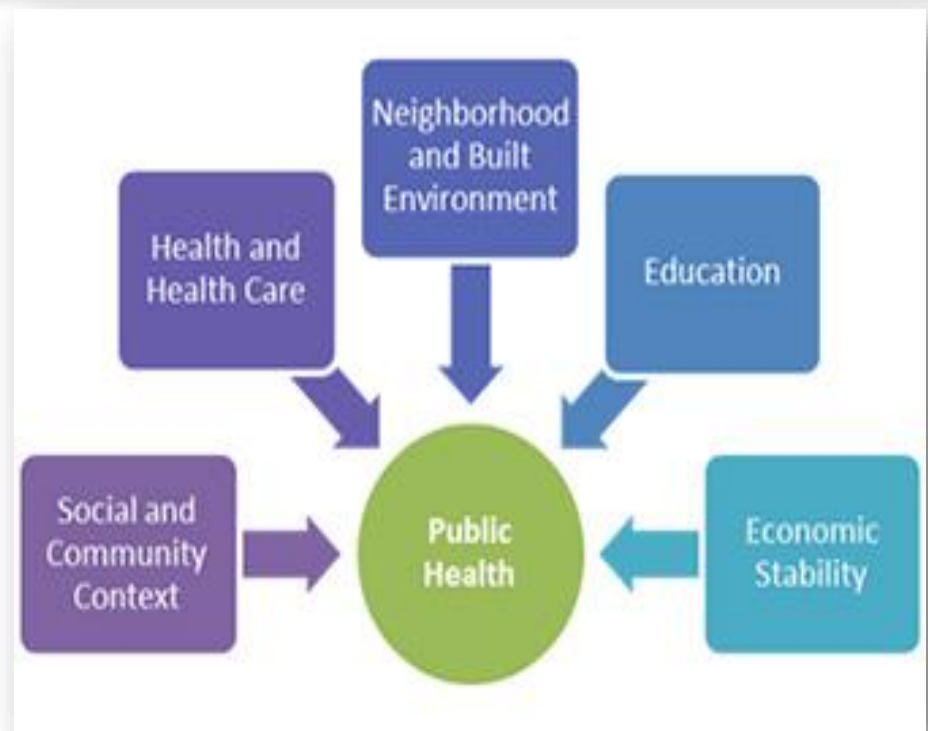 Neighborhood
and Built
Environment
Health and
Health Care
Education
Social and
Community
Context
Public
Health
Economic
Stability